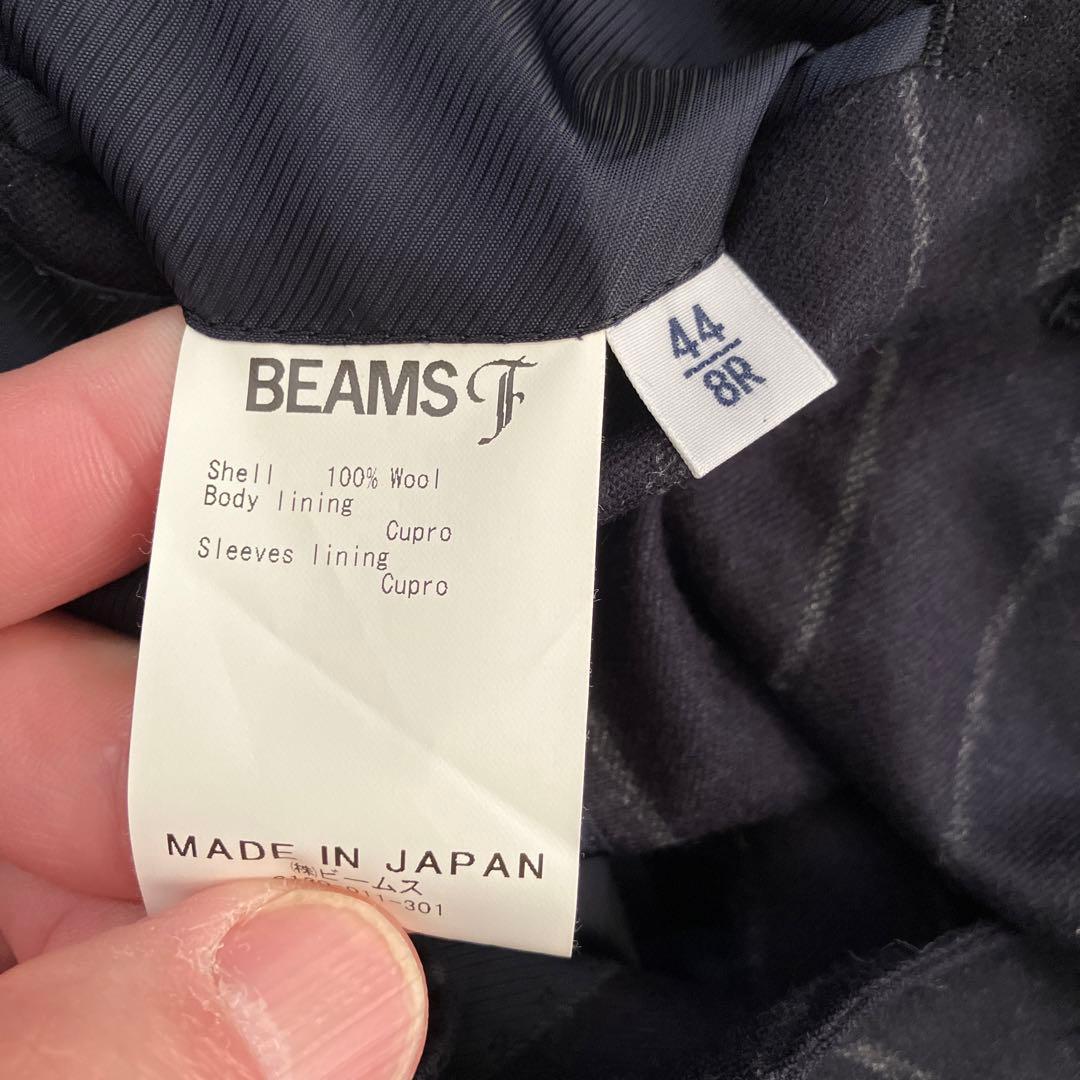 BEAMS F
44
8R
Shell 100% Wool
Body lining
Cupro
Sleeves lining
Cupro
MADE IN JAPAN
㈱ビームス
-301